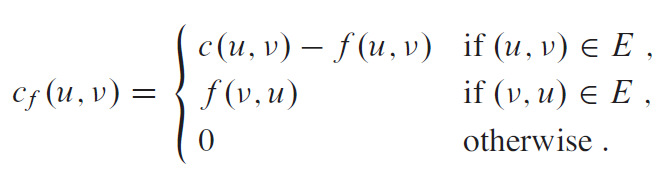 c(u, v) − f(u, v) if (u, v) ∈ E ,
c_f(u, v) = { f(v, u) if (v, u) ∈ E ,
0 otherwise .